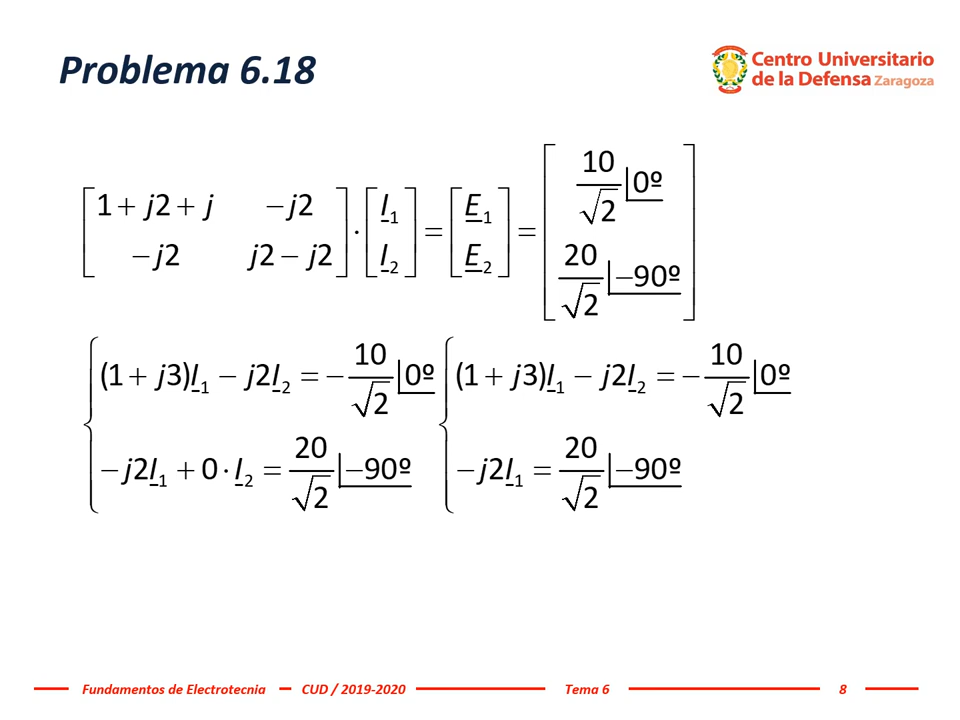 Problema 6.18
Centro Universitario
de la Defensa Zaragoza
[1 + j2 + j   −j2; −j2   j2 − j2] · [I₁; I₂] = [E₁; E₂] = [10/√2 |0º; 20/√2 |−90º]
{(1 + j3)I₁ − j2I₂ = −10/√2 |0º   {(1 + j3)I₁ − j2I₂ = −10/√2 |0º
−j2I₁ + 0 · I₂ = 20/√2 |−90º   −j2I₁ = 20/√2 |−90º
Fundamentos de Electrotecnia – CUD / 2019-2020 Tema 6 8